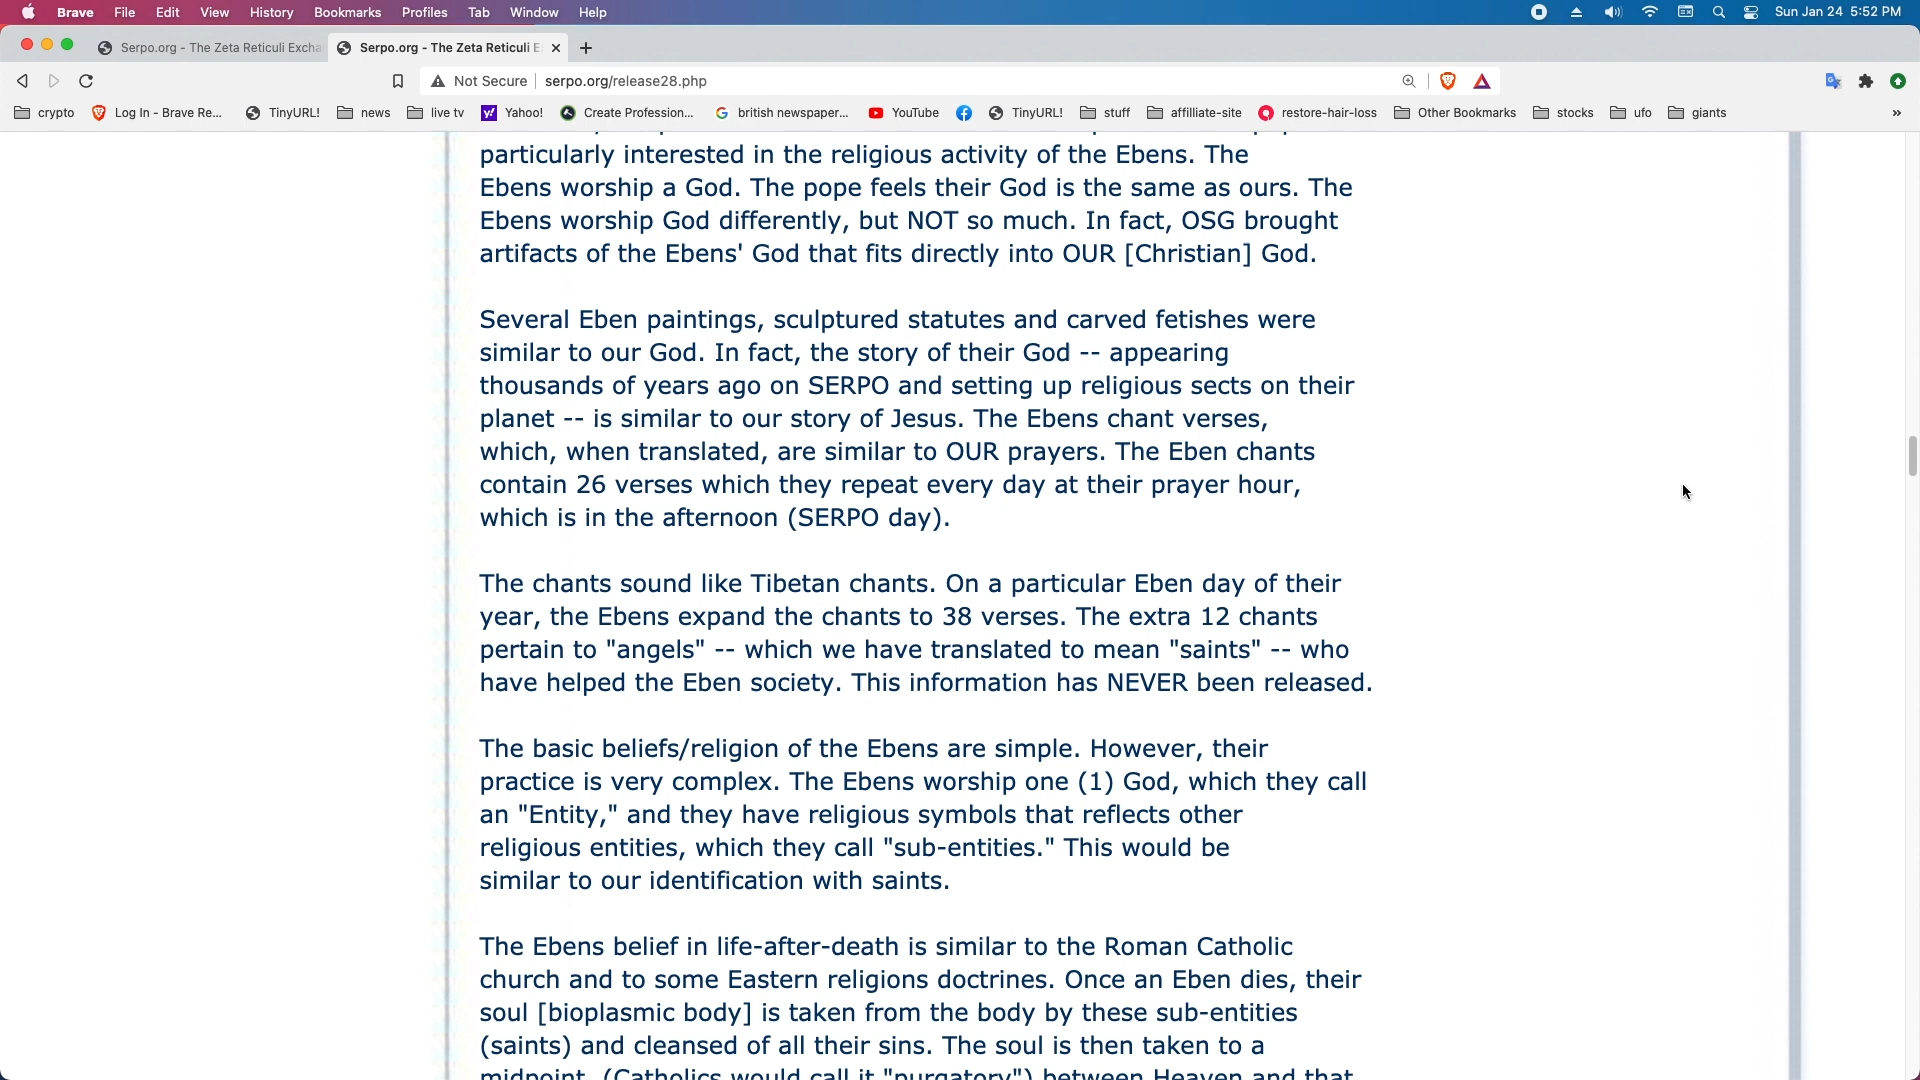 Brave File Edit View History Bookmarks Profiles Tab Window Help Sun Jan 24 5:52 PM
Serpo.org - The Zeta Reticuli Excha Serpo.org - The Zeta Reticuli E
Not Secure serpo.org/release28.php
crypto Log In - Brave Re... TinyURL! news live tv Yahoo! Create Profession... british newspaper... YouTube TinyURL! stuff affilliate-site restore-hair-loss Other Bookmarks stocks ufo giants »
particularly interested in the religious activity of the Ebens. The
Ebens worship a God. The pope feels their God is the same as ours. The
Ebens worship God differently, but NOT so much. In fact, OSG brought
artifacts of the Ebens' God that fits directly into OUR [Christian] God.
Several Eben paintings, sculptured statutes and carved fetishes were
similar to our God. In fact, the story of their God -- appearing
thousands of years ago on SERPO and setting up religious sects on their
planet -- is similar to our story of Jesus. The Ebens chant verses,
which, when translated, are similar to OUR prayers. The Eben chants
contain 26 verses which they repeat every day at their prayer hour,
which is in the afternoon (SERPO day).
The chants sound like Tibetan chants. On a particular Eben day of their
year, the Ebens expand the chants to 38 verses. The extra 12 chants
pertain to "angels" -- which we have translated to mean "saints" -- who
have helped the Eben society. This information has NEVER been released.
The basic beliefs/religion of the Ebens are simple. However, their
practice is very complex. The Ebens worship one (1) God, which they call
an "Entity," and they have religious symbols that reflects other
religious entities, which they call "sub-entities." This would be
similar to our identification with saints.
The Ebens belief in life-after-death is similar to the Roman Catholic
church and to some Eastern religions doctrines. Once an Eben dies, their
soul [bioplasmic body] is taken from the body by these sub-entities
(saints) and cleansed of all their sins. The soul is then taken to a
midpoint, (Catholics would call it "purgatory") between Heaven and that